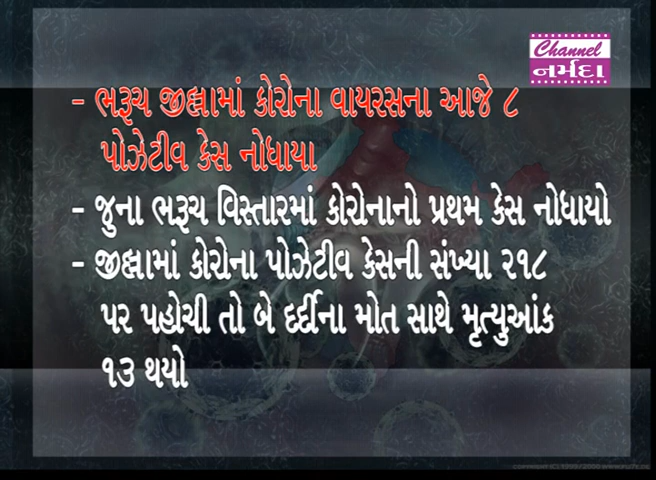 Channel
નર્મદા
- ભરૂચ જીલ્લામાં કોરોના વાયરસના આજે ૮
પોઝેટીવ કેસ નોધાયા
- જુના ભરૂચ વિસ્તારમાં કોરોનાનો પ્રથમ કેસ નોધાયો
- જીલ્લામાં કોરોના પોઝેટીવ કેસની સંખ્યા ૨૧૮
પર પહોચી તો બે દર્દીના મોત સાથે મૃત્યુઆંક
૧૩ થયો